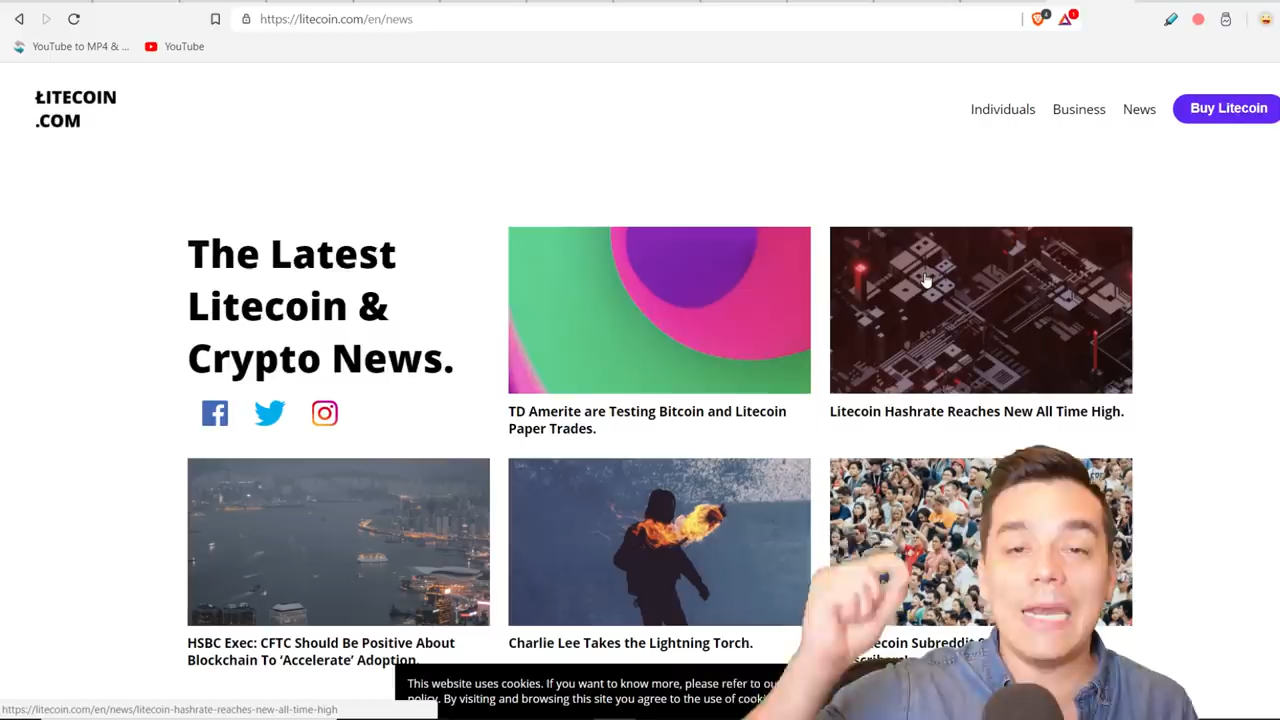 https://litecoin.com/en/news
4
1
YouTube to MP4 & ...
YouTube
ŁITECOIN
.COM
Individuals
Business
News
Buy Litecoin
The Latest
Litecoin &
Crypto News.
TD Amerite are Testing Bitcoin and Litecoin
Paper Trades.
Litecoin Hashrate Reaches New All Time High.
HSBC Exec: CFTC Should Be Positive About
Blockchain To ‘Accelerate’ Adoption.
Charlie Lee Takes the Lightning Torch.
Subreddit
This website uses cookies. If you want to know more, please refer to
policy. By visiting and browsing this site you agree to the use of
https://litecoin.com/en/news/litecoin-hashrate-reaches-new-all-time-high